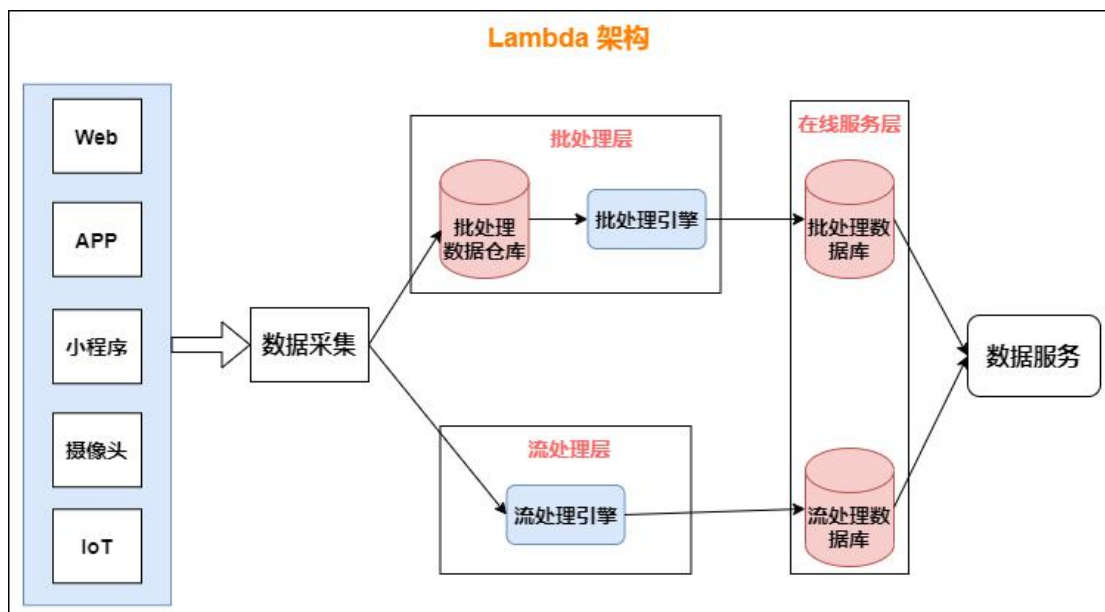 Lambda 架构
Web
APP
小程序
摄像头
IoT
数据采集
批处理层
批处理
数据仓库
批处理引擎
流处理层
流处理引擎
在线服务层
批处理数
据库
流处理数
据库
数据服务